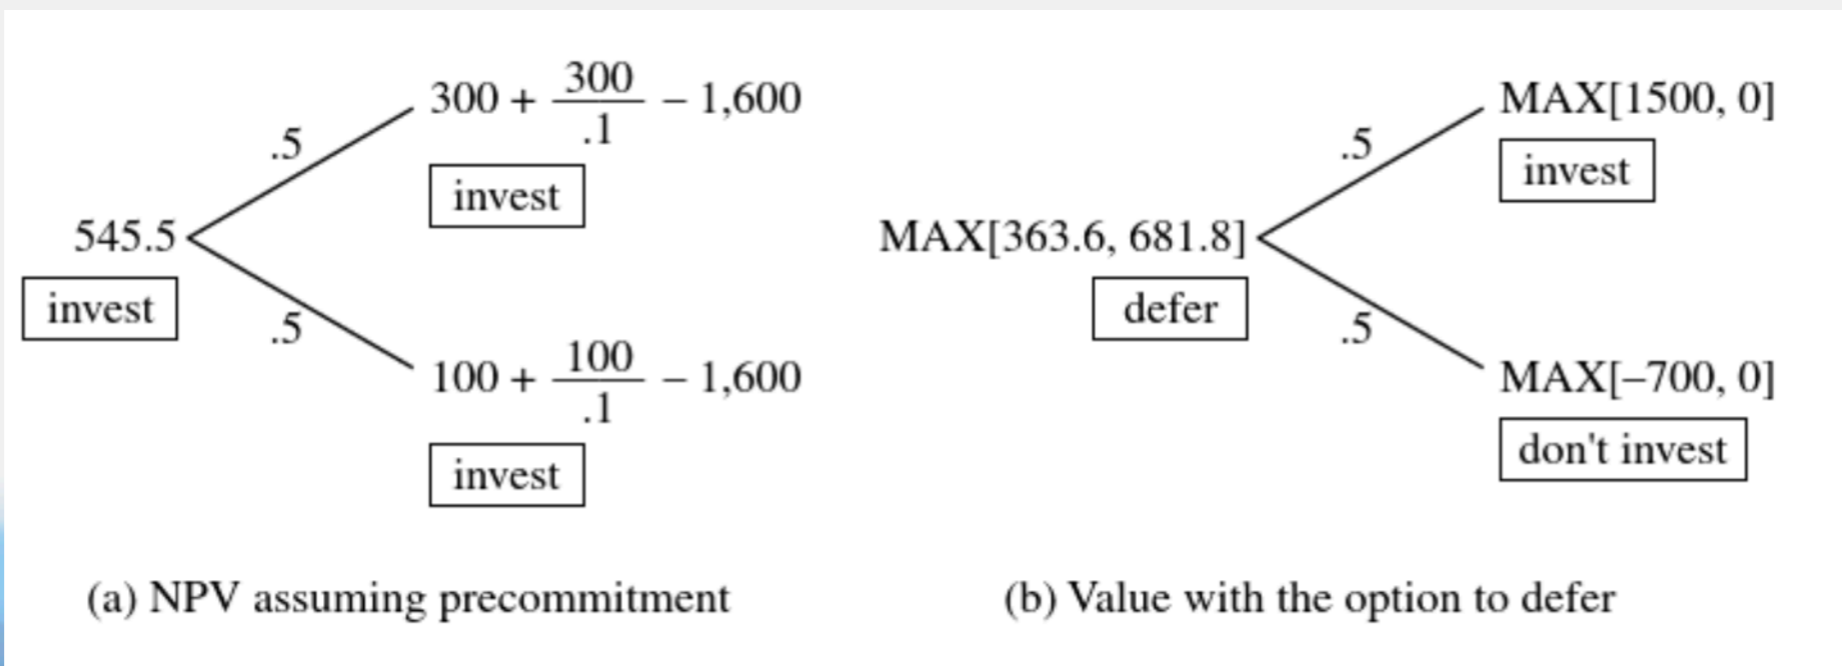 300 + 300/.1 – 1,600
.5
invest
545.5
invest
.5
100 + 100/.1 – 1,600
invest
(a) NPV assuming precommitment
MAX[1500, 0]
.5
invest
MAX[363.6, 681.8]
defer
.5
MAX[–700, 0]
don't invest
(b) Value with the option to defer